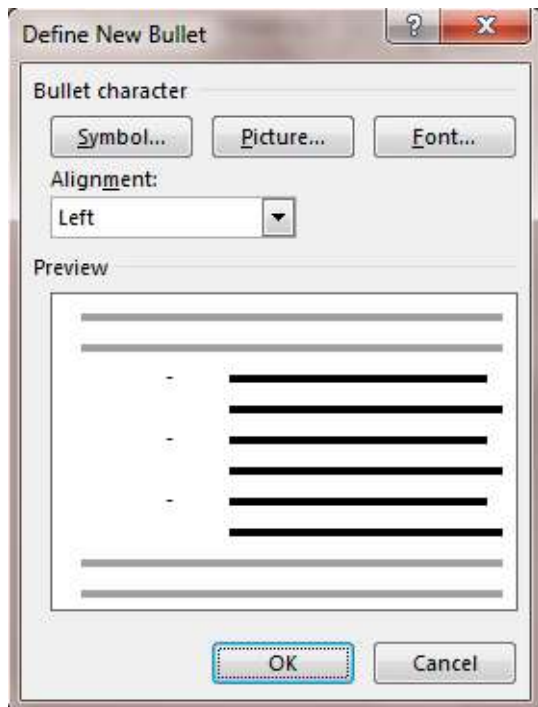 Define New Bullet
?
X
Bullet character
Symbol... Picture... Font...
Alignment:
Left
Preview
-
-
-
OK Cancel